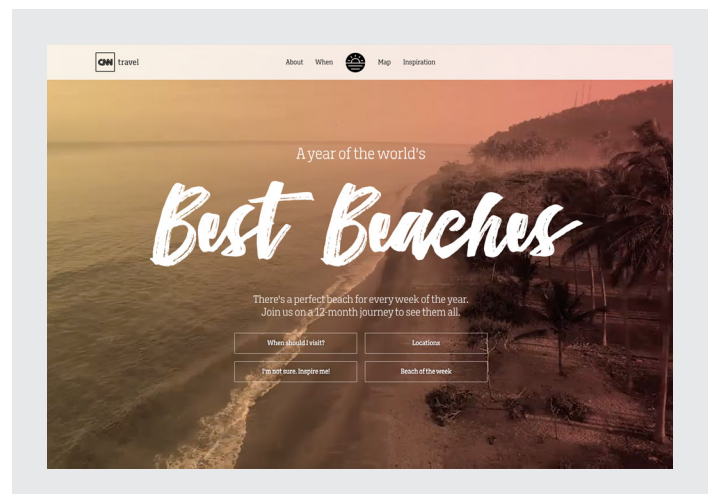 CNN travel
About When Map Inspiration
A year of the world's
Best Beaches
There's a perfect beach for every week of the year.
Join us on a 12-month journey to see them all.
When should I visit? Locations
I'm not sure. Inspire me! Beach of the week